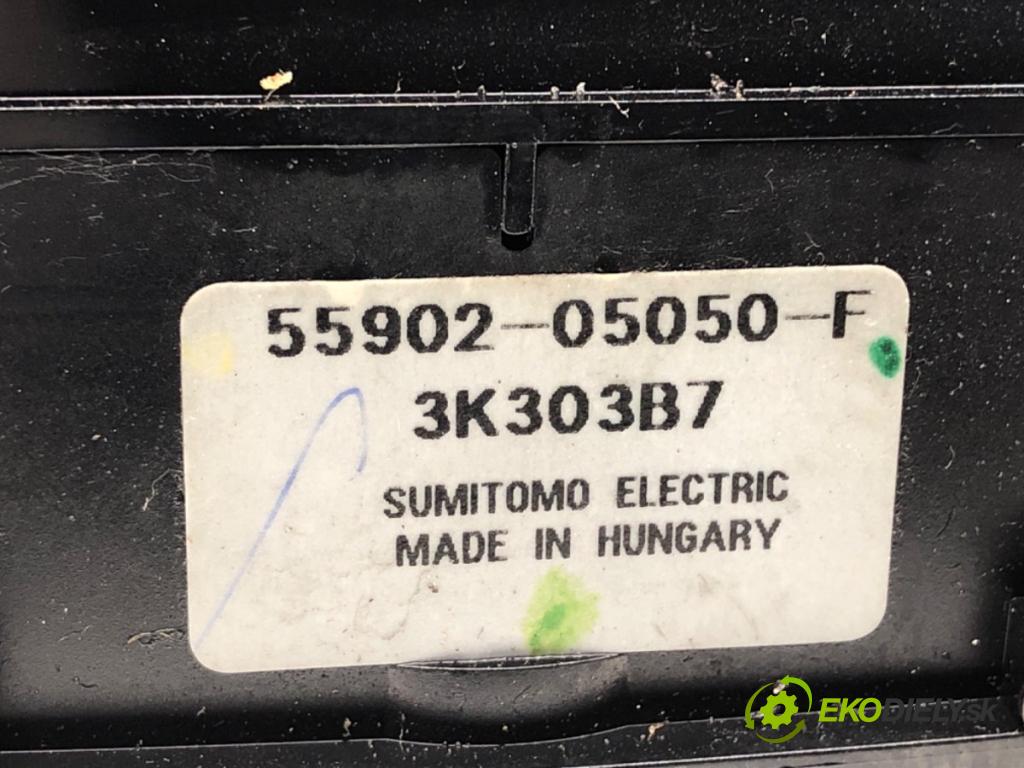 55902-05050-F
3K303B7
SUMITOMO ELECTRIC
MADE IN HUNGARY
EKODIELY.SK